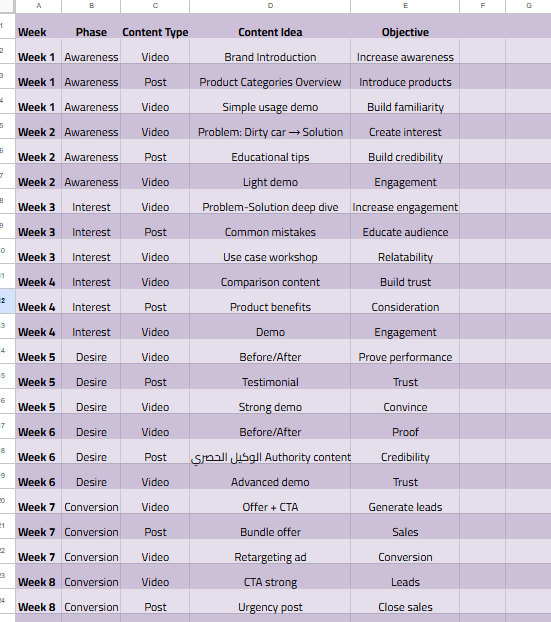 A B C D E F G
1 Week Phase Content Type Content Idea Objective
2 Week 1 Awareness Video Brand Introduction Increase awareness
3 Week 1 Awareness Post Product Categories Overview Introduce products
4 Week 1 Awareness Video Simple usage demo Build familiarity
5 Week 2 Awareness Video Problem: Dirty car → Solution Create interest
6 Week 2 Awareness Post Educational tips Build credibility
7 Week 2 Awareness Video Light demo Engagement
8 Week 3 Interest Video Problem-Solution deep dive Increase engagement
9 Week 3 Interest Post Common mistakes Educate audience
10 Week 3 Interest Video Use case workshop Relatability
11 Week 4 Interest Video Comparison content Build trust
12 Week 4 Interest Post Product benefits Consideration
13 Week 4 Interest Video Demo Engagement
14 Week 5 Desire Video Before/After Prove performance
15 Week 5 Desire Post Testimonial Trust
16 Week 5 Desire Video Strong demo Convince
17 Week 6 Desire Video Before/After Proof
18 Week 6 Desire Post الوكيل الحصري Authority content Credibility
19 Week 6 Desire Video Advanced demo Trust
20 Week 7 Conversion Video Offer + CTA Generate leads
21 Week 7 Conversion Post Bundle offer Sales
22 Week 7 Conversion Video Retargeting ad Conversion
23 Week 8 Conversion Video CTA strong Leads
24 Week 8 Conversion Post Urgency post Close sales